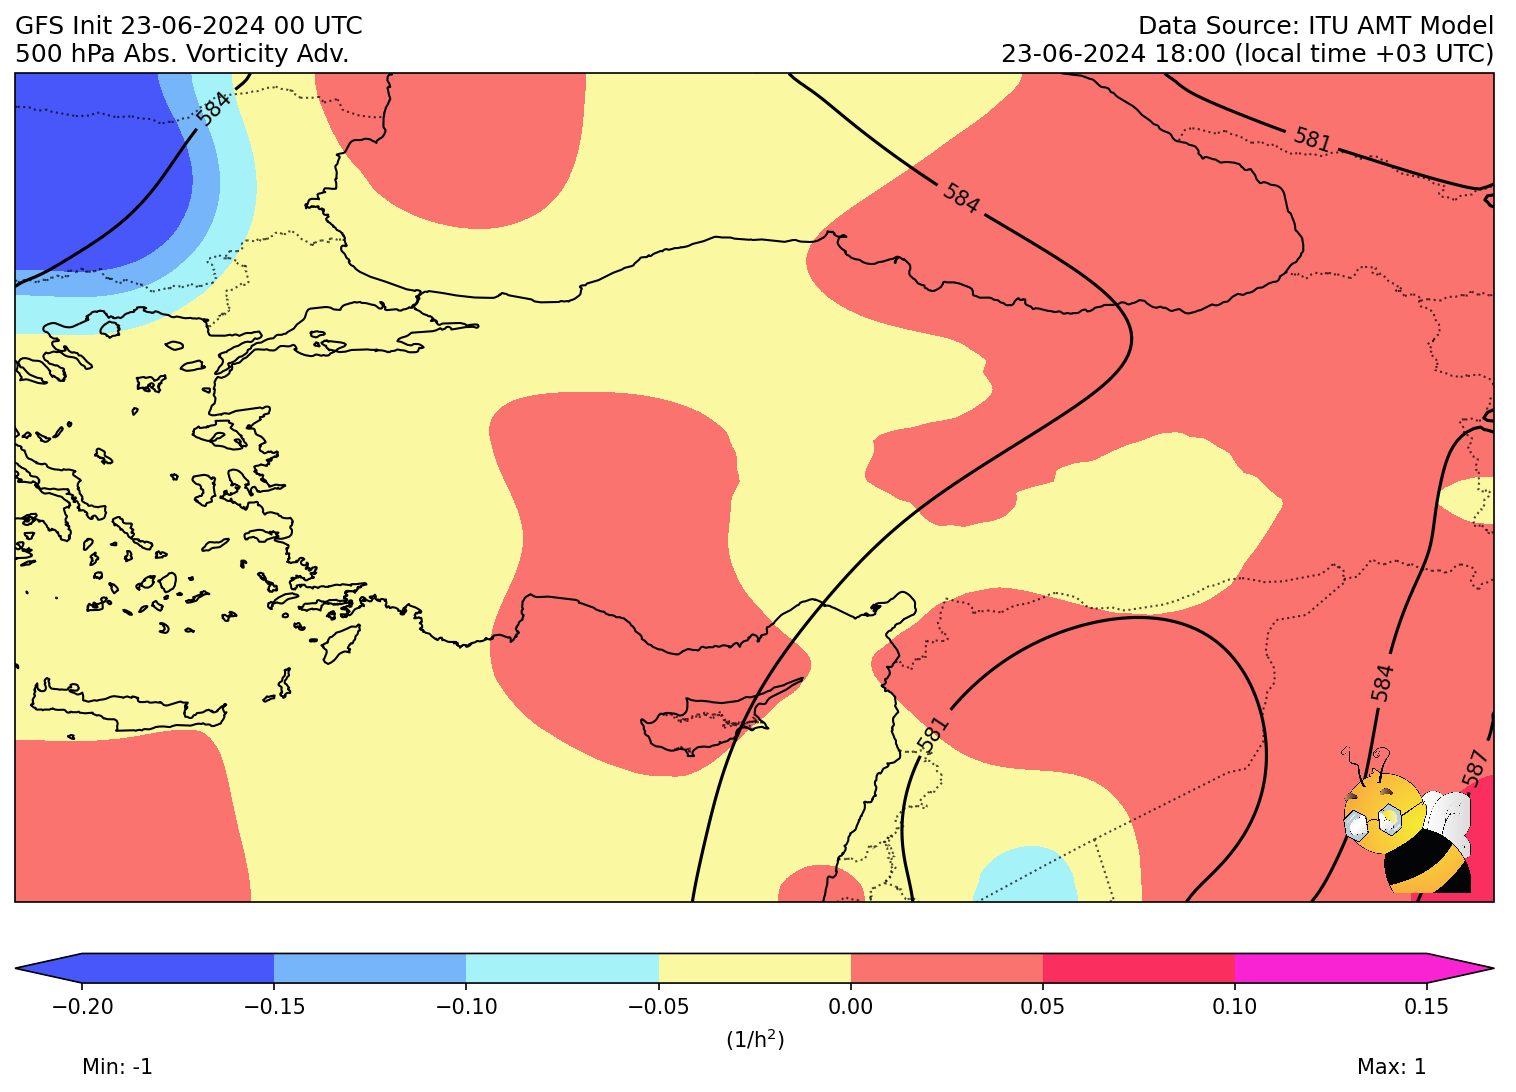 GFS Init 23-06-2024 00 UTC
500 hPa Abs. Vorticity Adv.
Data Source: ITU AMT Model
23-06-2024 18:00 (local time +03 UTC)
584
581
584
584
581
587
−0.20 −0.15 −0.10 −0.05 0.00 0.05 0.10 0.15
(1/h²)
Min: -1 Max: 1